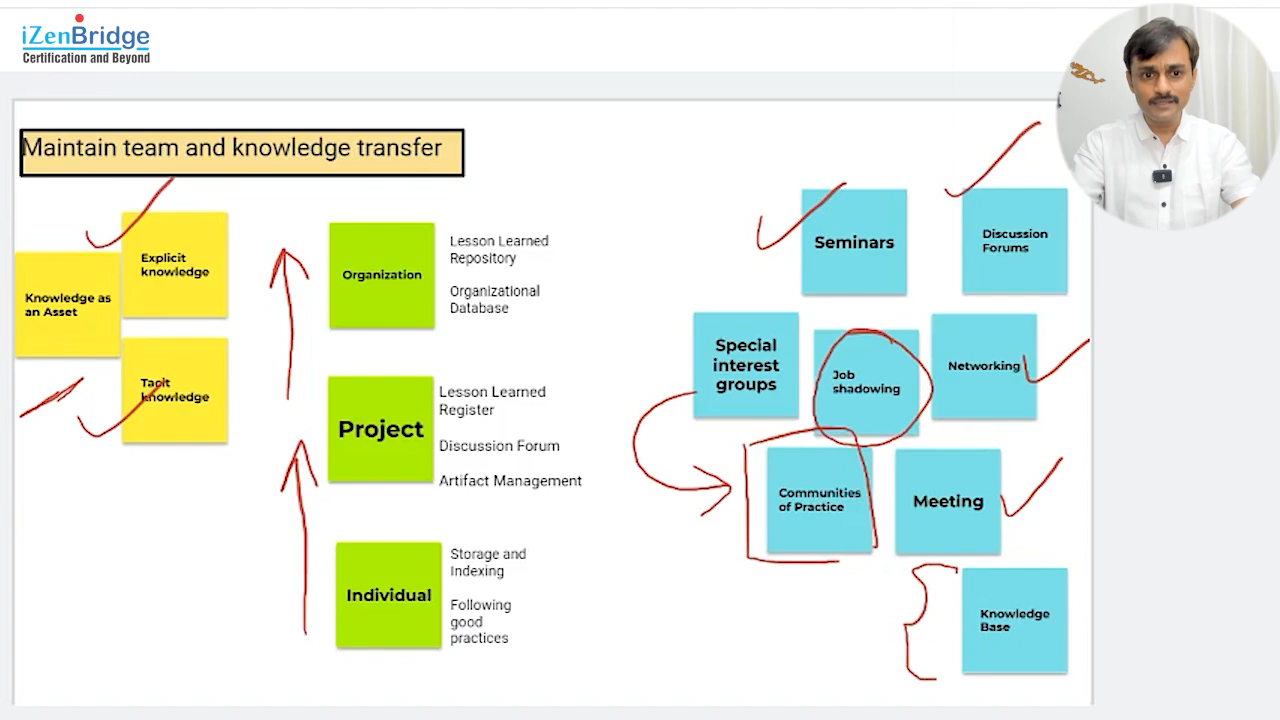 iZenBridge
Certification and Beyond
Maintain team and knowledge transfer
Explicit
knowledge
Knowledge as
an Asset
Tacit
knowledge
Organization
Lesson Learned
Repository
Organizational
Database
Project
Lesson Learned
Register
Discussion Forum
Artifact Management
Individual
Storage and
Indexing
Following
good
practices
Seminars
Discussion
Forums
Special
interest
groups
Job
shadowing
Networking
Communities
of Practice
Meeting
Knowledge
Base